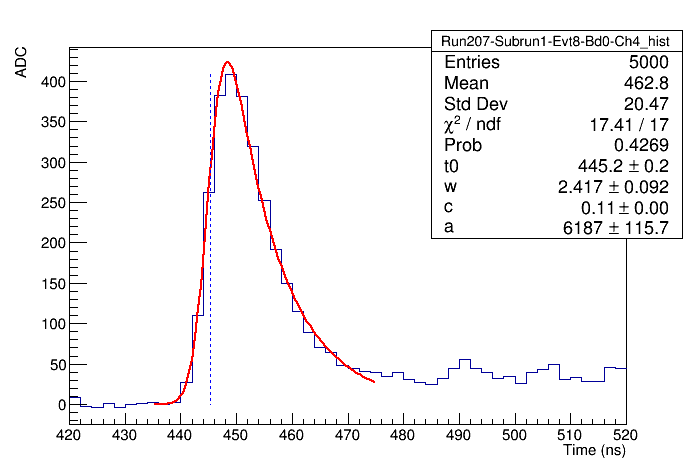 Run207-Subrun1-Evt8-Bd0-Ch4_hist
Entries 5000
Mean 462.8
Std Dev 20.47
χ² / ndf 17.41 / 17
Prob 0.4269
t0 445.2 ± 0.2
w 2.417 ± 0.092
c 0.11 ± 0.00
a 6187 ± 115.7
ADC
400
350
300
250
200
150
100
50
0
420 430 440 450 460 470 480 490 500 510 520
Time (ns)